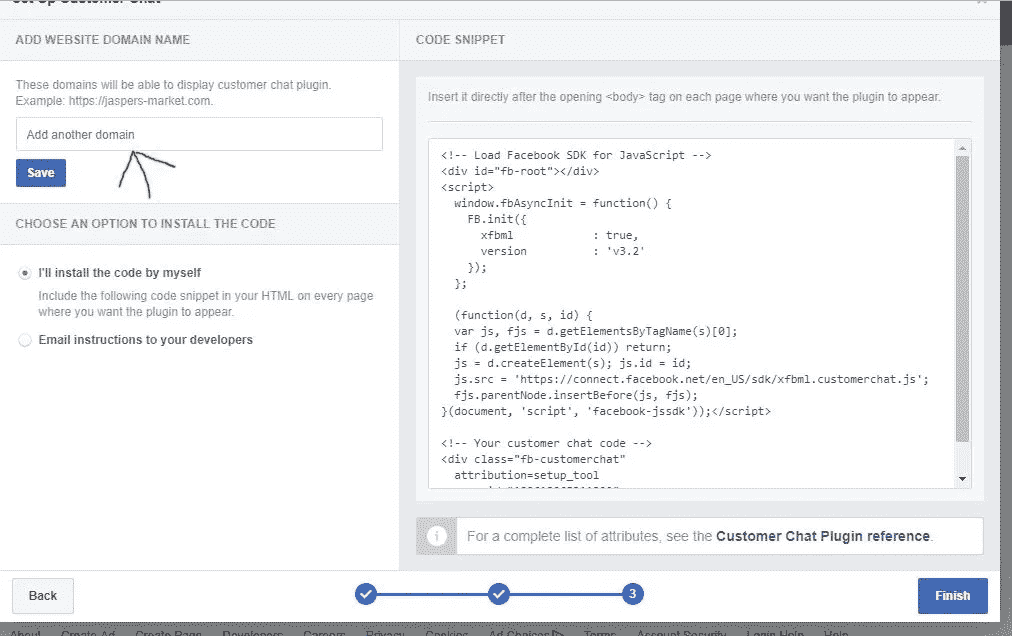 Set Up Customer Chat
ADD WEBSITE DOMAIN NAME
These domains will be able to display customer chat plugin.
Example: https://jaspers-market.com.
Add another domain
Save
CHOOSE AN OPTION TO INSTALL THE CODE
I'll install the code by myself
Include the following code snippet in your HTML on every page
where you want the plugin to appear.
Email instructions to your developers
CODE SNIPPET
Insert it directly after the opening <body> tag on each page where you want the plugin to appear.
<!-- Load Facebook SDK for JavaScript -->
<div id="fb-root"></div>
<script>
window.fbAsyncInit = function() {
FB.init({
xfbml : true,
version : 'v3.2'
});
};
(function(d, s, id) {
var js, fjs = d.getElementsByTagName(s)[0];
if (d.getElementById(id)) return;
js = d.createElement(s); js.id = id;
js.src = 'https://connect.facebook.net/en_US/sdk/xfbml.customerchat.js';
fjs.parentNode.insertBefore(js, fjs);
}(document, 'script', 'facebook-jssdk'));</script>
<!-- Your customer chat code -->
<div class="fb-customerchat"
attribution=setup_tool
For a complete list of attributes, see the Customer Chat Plugin reference.
Back
3
Finish
About Create Ad Create Page Developers Careers Privacy Cookies Ad Choices Terms Account Security Login Help Help